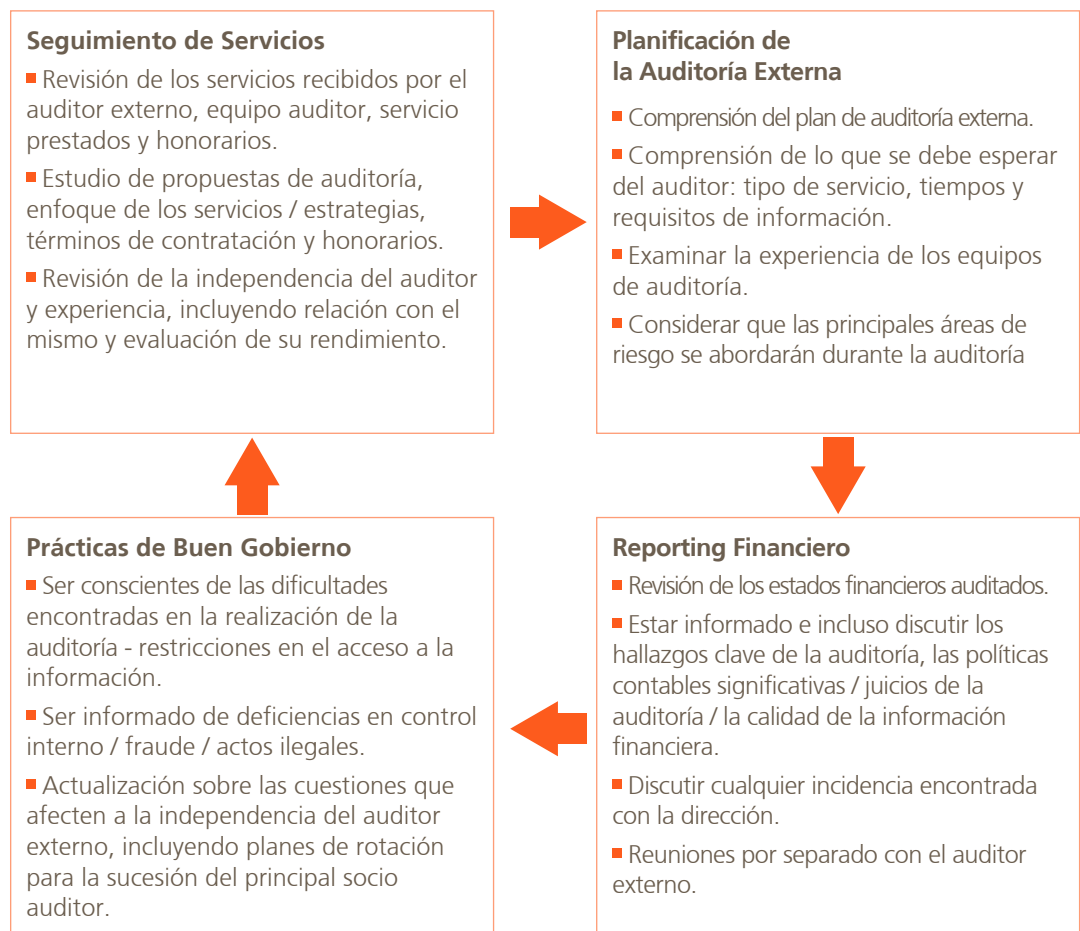 Seguimiento de Servicios
Revisión de los servicios recibidos por el
auditor externo, equipo auditor, servicio
prestados y honorarios.
Estudio de propuestas de auditoría,
enfoque de los servicios / estrategias,
términos de contratación y honorarios.
Revisión de la independencia del auditor
y experiencia, incluyendo relación con el
mismo y evaluación de su rendimiento.
Planificación de
la Auditoría Externa
Comprensión del plan de auditoría externa.
Comprensión de lo que se debe esperar
del auditor: tipo de servicio, tiempos y
requisitos de información.
Examinar la experiencia de los equipos
de auditoría.
Considerar que las principales áreas de
riesgo se abordarán durante la auditoría
Prácticas de Buen Gobierno
Ser conscientes de las dificultades
encontradas en la realización de la
auditoría - restricciones en el acceso a la
información.
Ser informado de deficiencias en control
interno / fraude / actos ilegales.
Actualización sobre las cuestiones que
afecten a la independencia del auditor
externo, incluyendo planes de rotación
para la sucesión del principal socio
auditor.
Reporting Financiero
Revisión de los estados financieros auditados.
Estar informado e incluso discutir los
hallazgos clave de la auditoría, las políticas
contables significativas / juicios de la
auditoría / la calidad de la información
financiera.
Discutir cualquier incidencia encontrada
con la dirección.
Reuniones por separado con el auditor
externo.